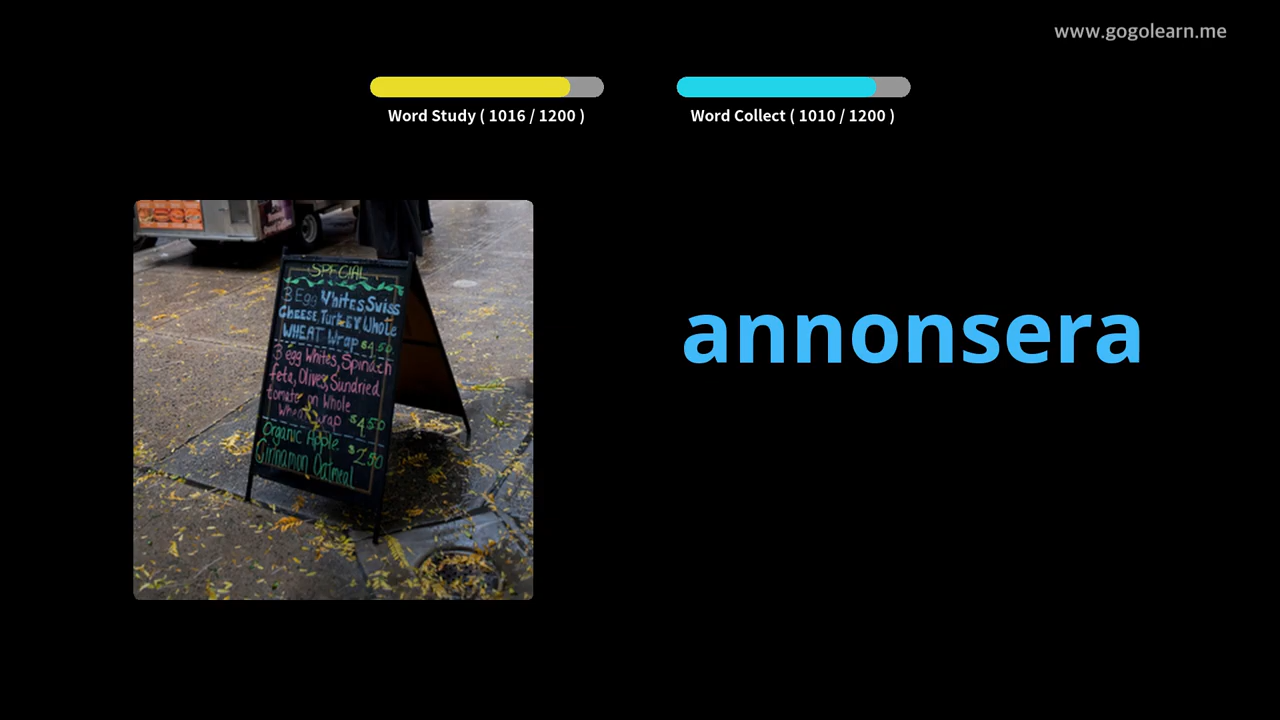 www.gogolearn.me
Word Study ( 1016 / 1200 )
Word Collect ( 1010 / 1200 )
SPECIAL
3 Egg Whites Swiss
Cheese, Turkey Whole
WHEAT Wrap $4.50
3 egg Whites, Spinach
feta, Olives, Sundried
tomato on Whole
Wheat Wrap $4.50
Organic Apple
Cinnamon Oatmeal $2.50
annonsera